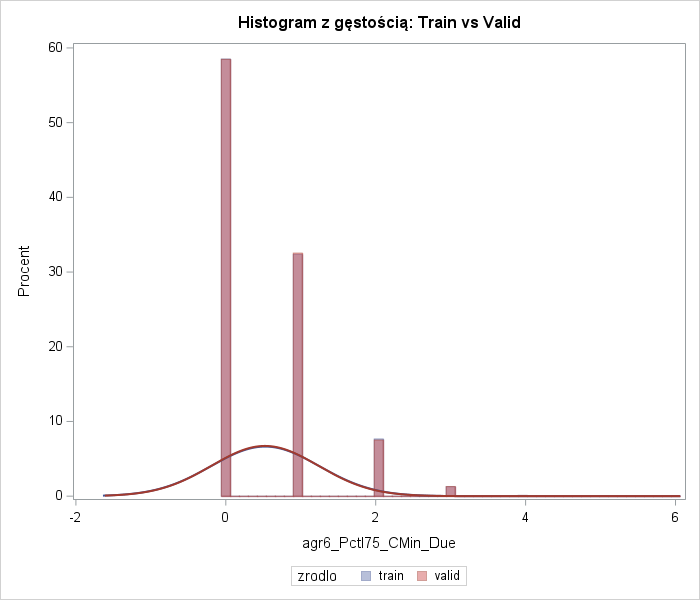 Histogram z gęstością: Train vs Valid
60
50
40
30
20
10
0
Procent
-2 0 2 4 6
agr6_Pctl75_CMin_Due
zrodlo train valid